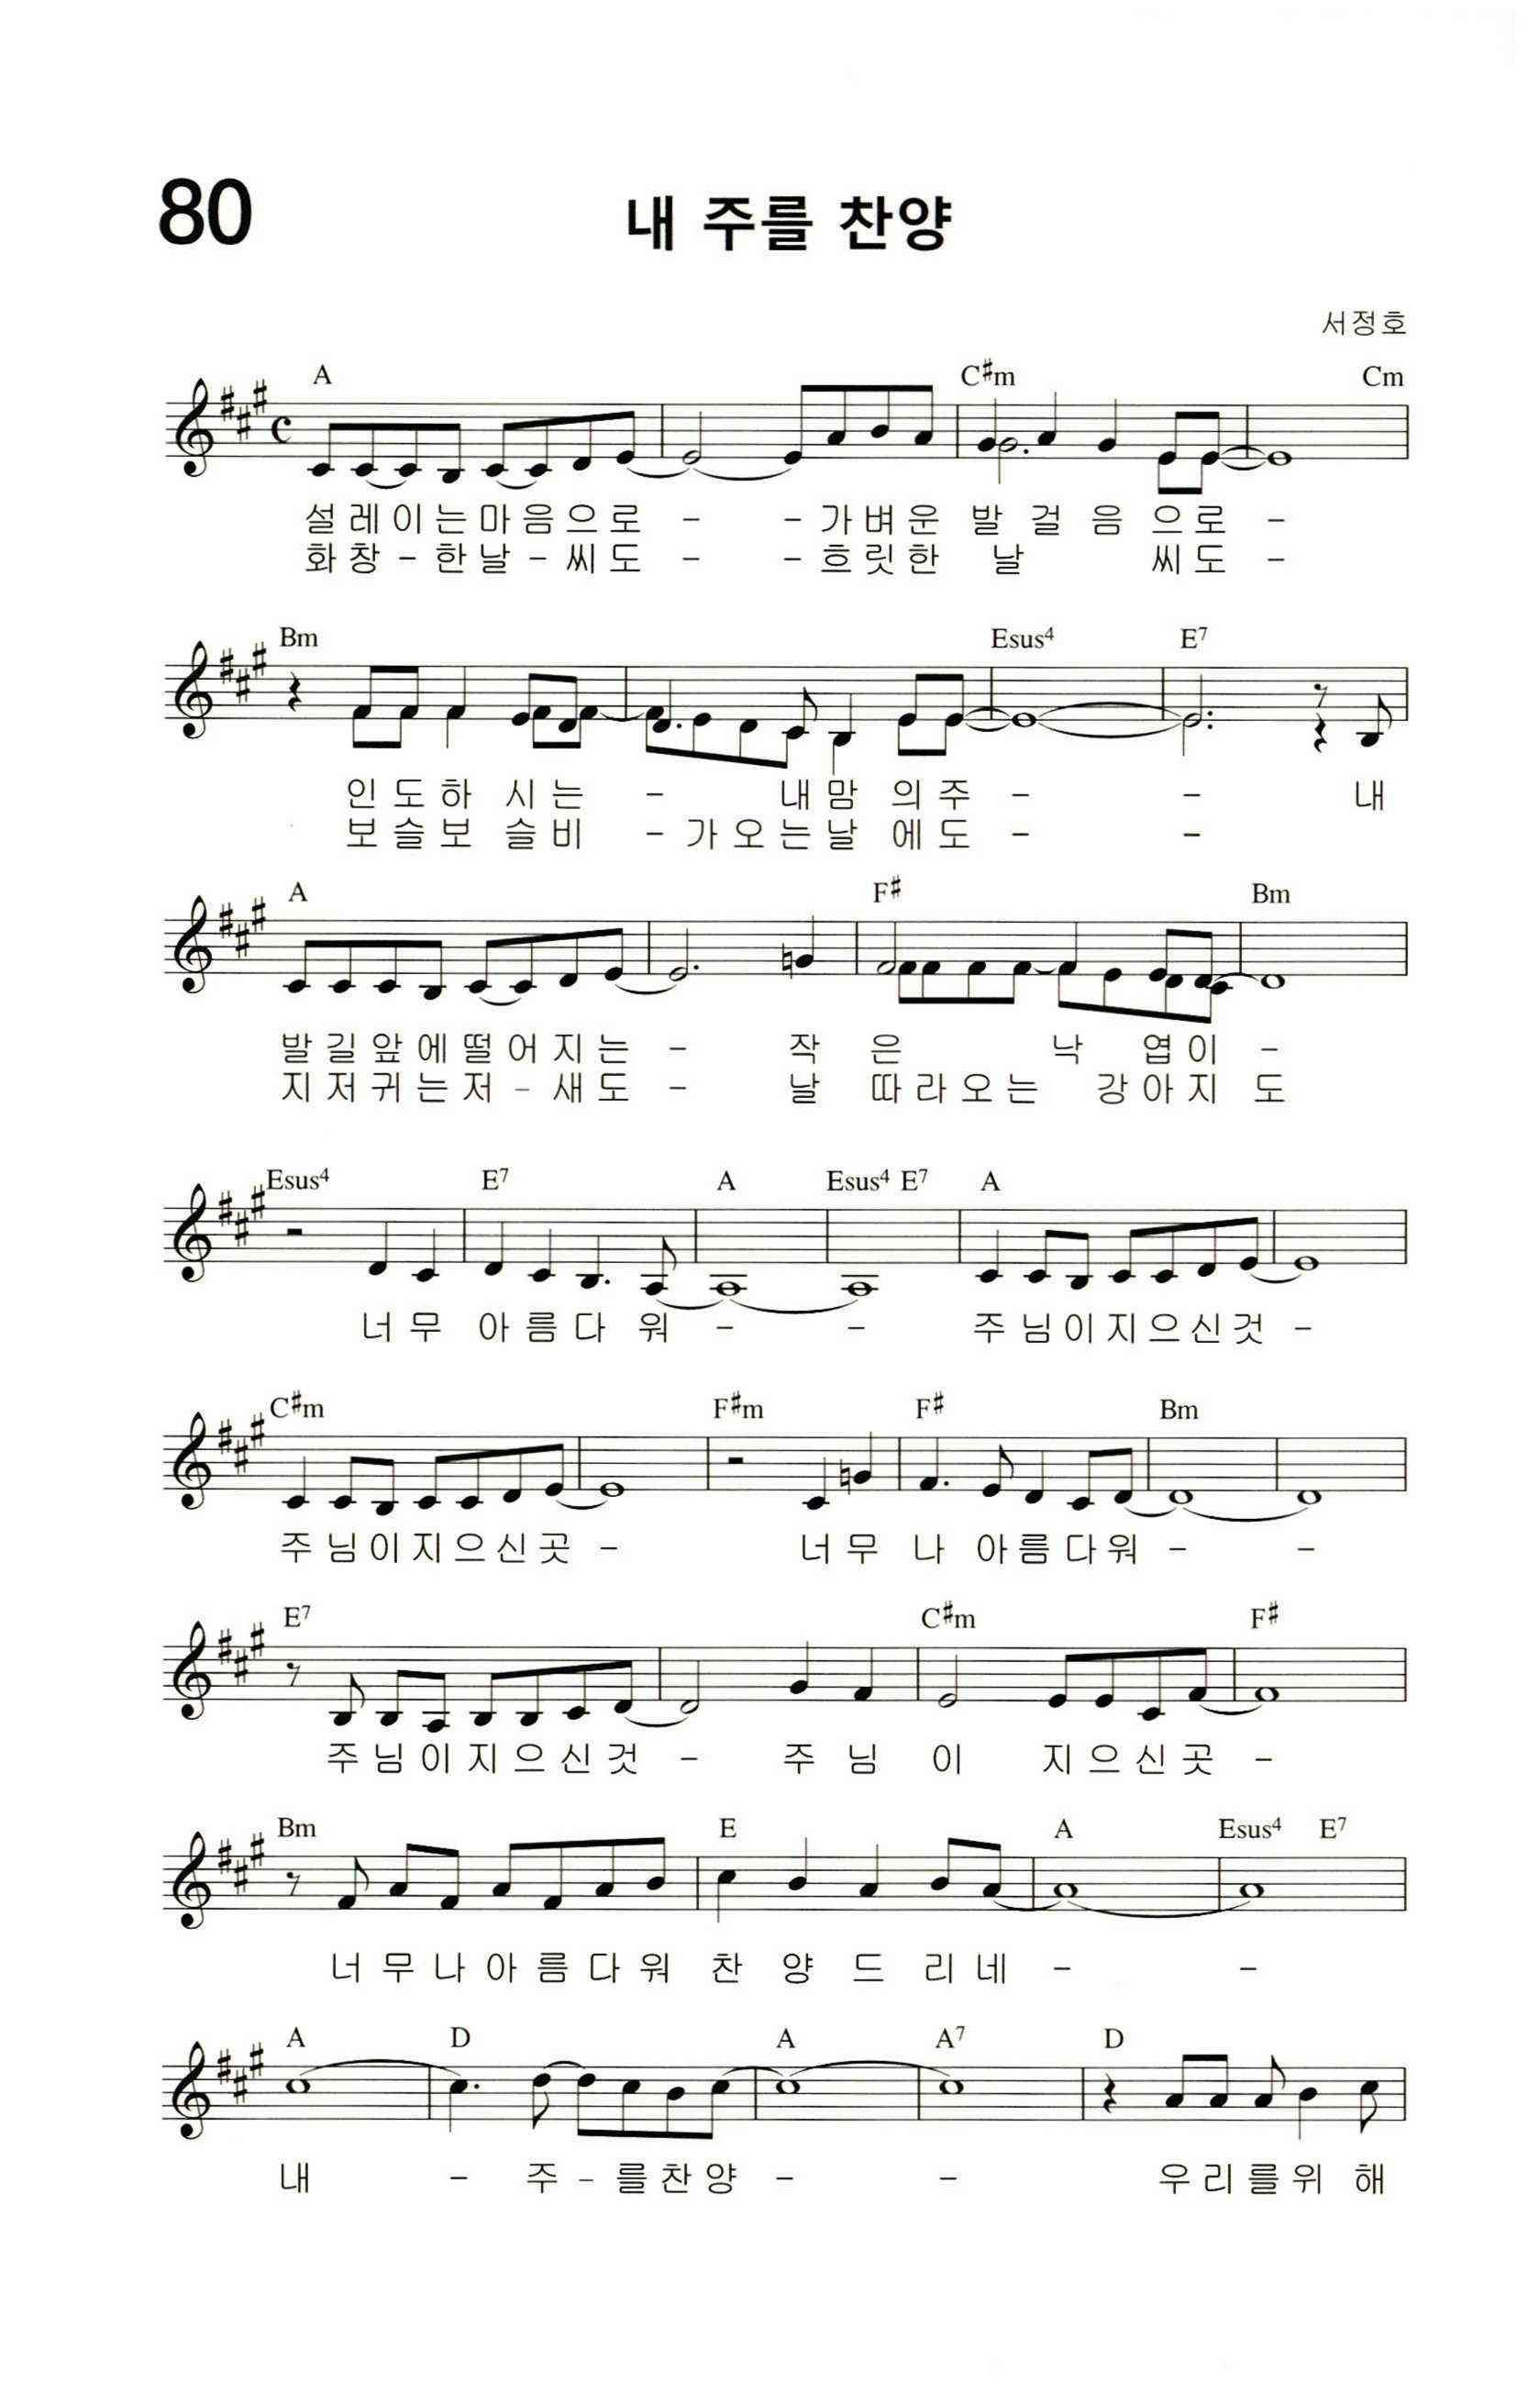 80
내 주를 찬양
서정호
A C#m Cm
설레이는마음으로 - - 가벼운 발 걸 음 으로 -
화창-한날-씨도 - - 흐릿한 날 씨도 -
Bm Esus4 E7
인도하 시는 - 내맘 의주 - - 내
보슬보 슬비 - 가오는날 에도 - -
A F# Bm
발길앞에떨어지는 - 작 은 낙 엽이 -
지저귀는저-새도 - 날 따라오는 강아지 도
Esus4 E7 A Esus4 E7 A
너무 아름다 워 - - 주님이지으신것 -
C#m F#m F# Bm
주님이지으신곳 - 너무 나 아름다워 - -
E7 C#m F#
주님이지으신것 - 주 님 이 지으신곳 -
Bm E A Esus4 E7
너무나아름다워 찬 양 드 리네 - -
A D A A7 D
내 - 주-를찬양 - - 우리를위 해